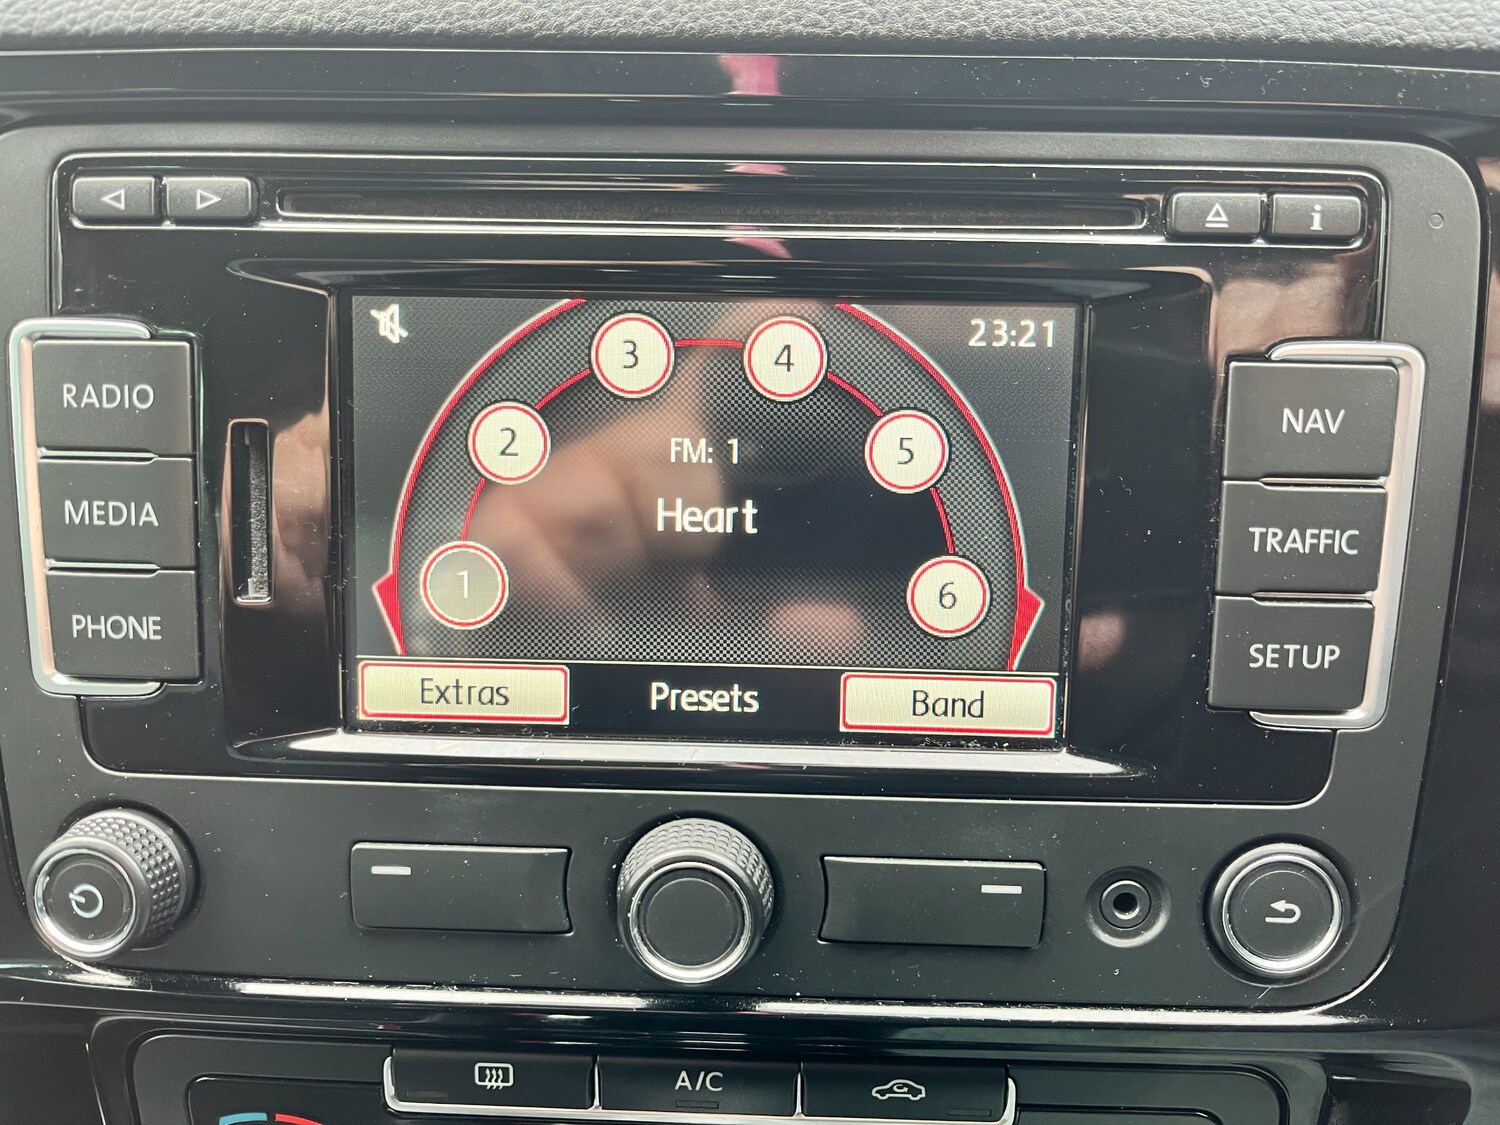 i
RADIO
MEDIA
PHONE
23:21
3
4
2
5
FM: 1
Heart
1
6
Extras
Presets
Band
NAV
TRAFFIC
SETUP
A/C